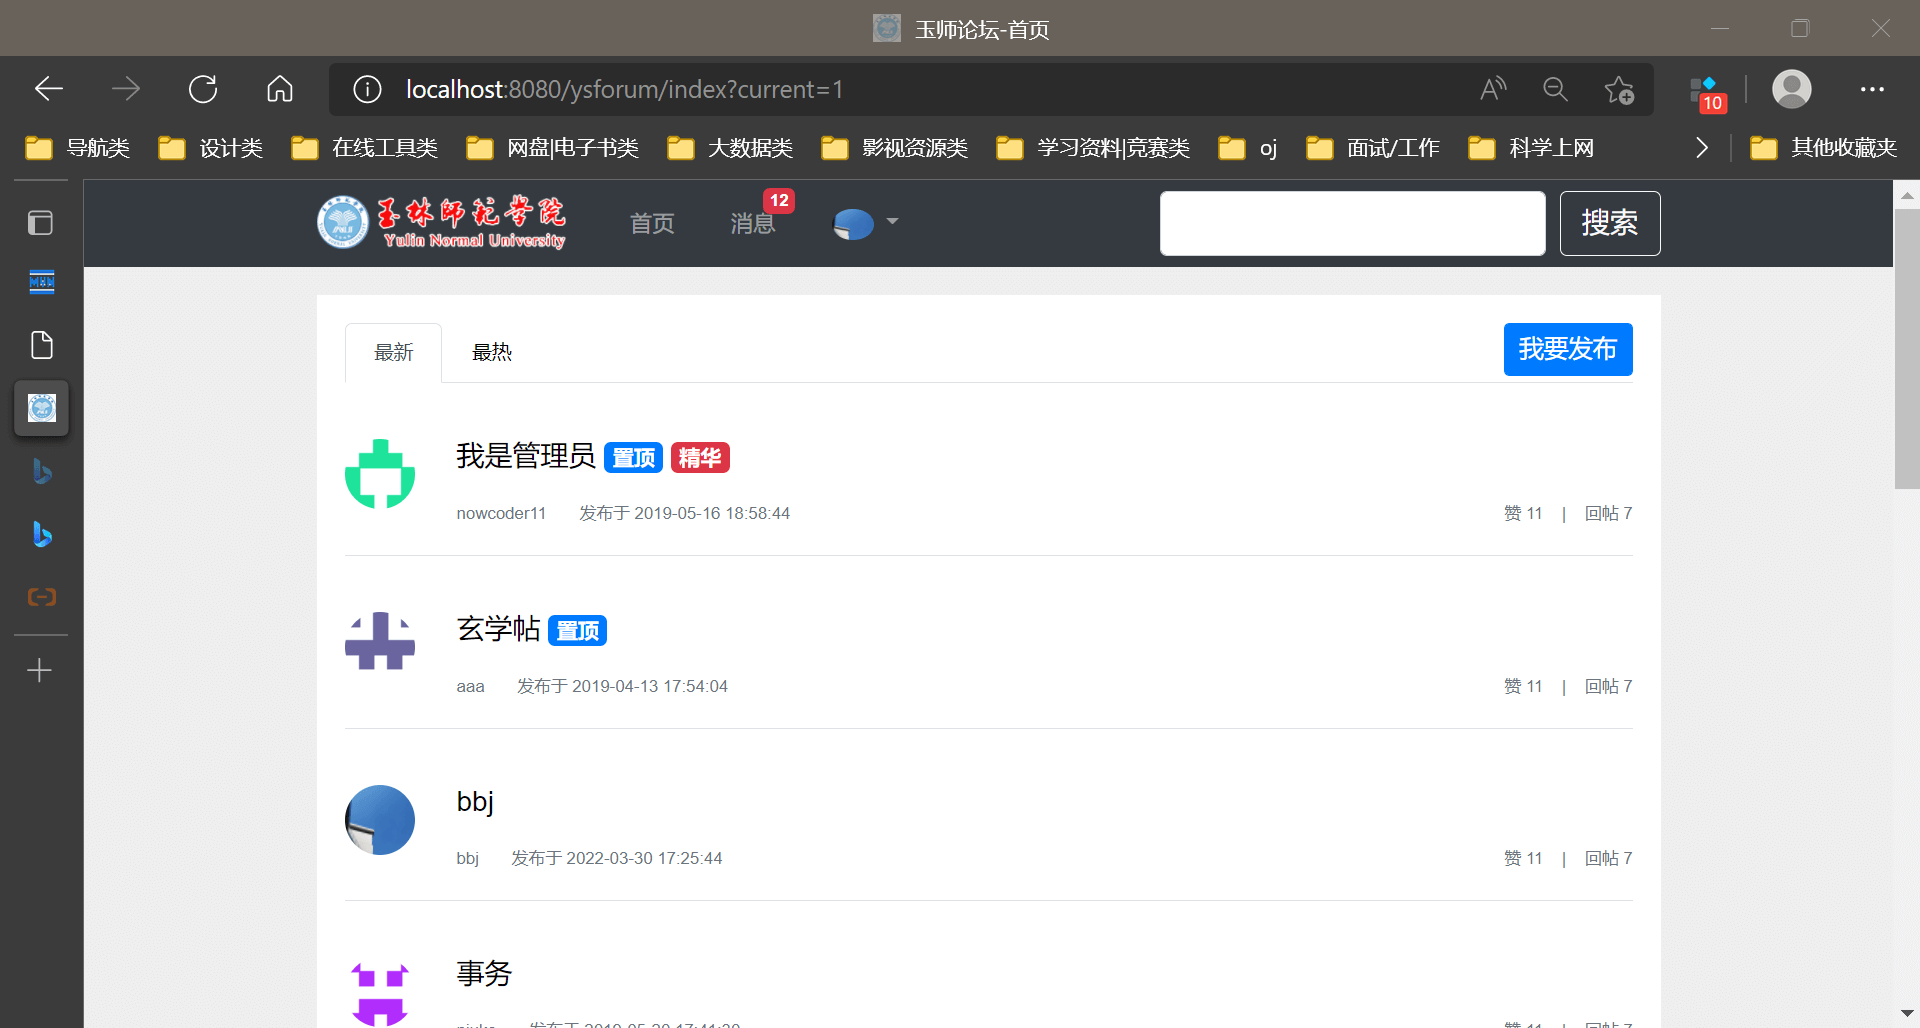 玉师论坛-首页
localhost:8080/ysforum/index?current=1
10
导航类 设计类 在线工具类 网盘|电子书类 大数据类 影视资源类 学习资料|竞赛类 oj 面试/工作 科学上网 其他收藏夹
玉林师范学院
Yulin Normal University
首页 消息 12 搜索
最新 最热 我要发布
我是管理员 置顶 精华
nowcoder11 发布于 2019-05-16 18:58:44 赞 11 | 回帖 7
玄学帖 置顶
aaa 发布于 2019-04-13 17:54:04 赞 11 | 回帖 7
bbj
bbj 发布于 2022-03-30 17:25:44 赞 11 | 回帖 7
事务
发布于 2019-05-20 17:41:20 赞 11 | 回帖 7